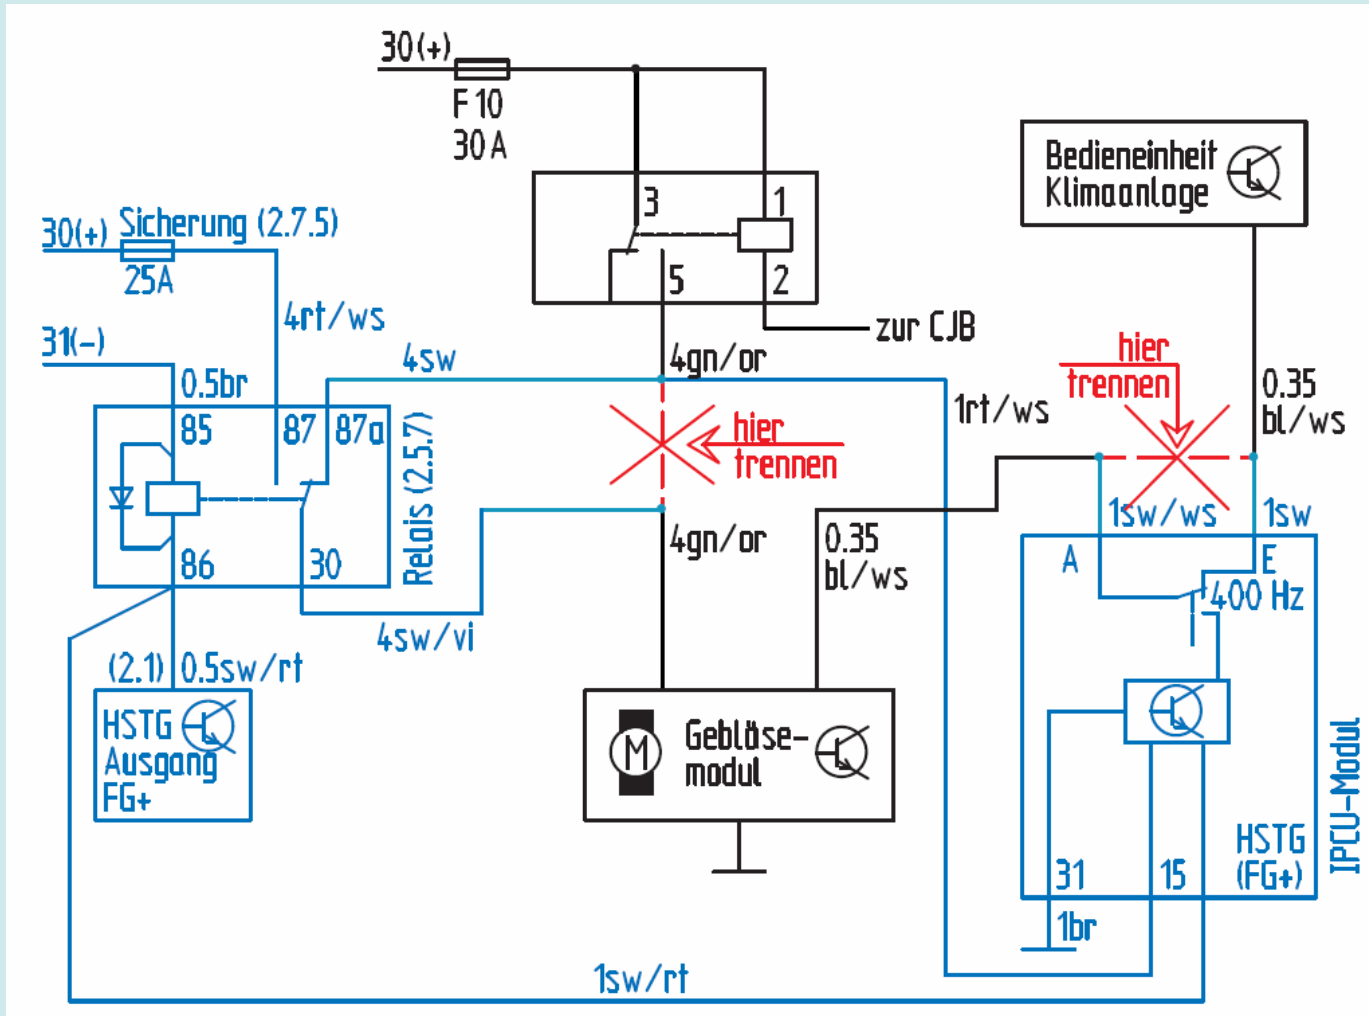 30(+)
F 10
30 A
3
1
5
2
zur CJB
Bedieneinheit
Klimaanlage
30(+)
Sicherung (2.7.5)
25A
4rt/ws
31(-)
0.5br
4sw
4gn/or
1rt/ws
hier
trennen
0.35
bl/ws
85
87
87a
Relais (2.5.7)
hier
trennen
86
30
4sw/vi
4gn/or
0.35
bl/ws
1sw/ws
1sw
A
E
400 Hz
(2.1)
0.5sw/rt
HSTG
Ausgang
FG+
M
Gebläse-
modul
IPCU-Modul
HSTG
(FG+)
31
15
1br
1sw/rt